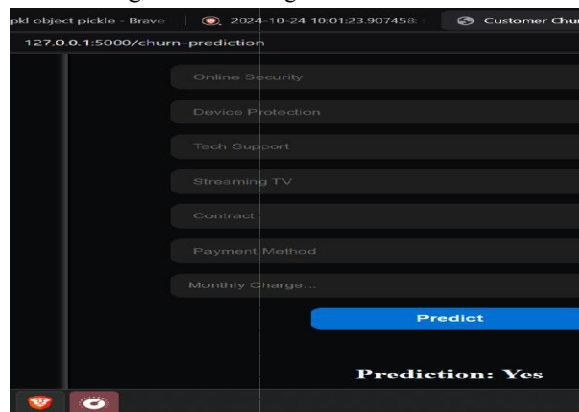 pkl object pickle - Brave
2024-10-24 10:01:23.907458:
Customer Chu
127.0.0.1:5000/churn-prediction
Online Security
Device Protection
Tech Support
Streaming TV
Contract
Payment Method
Monthly Charge...
Predict
Prediction: Yes